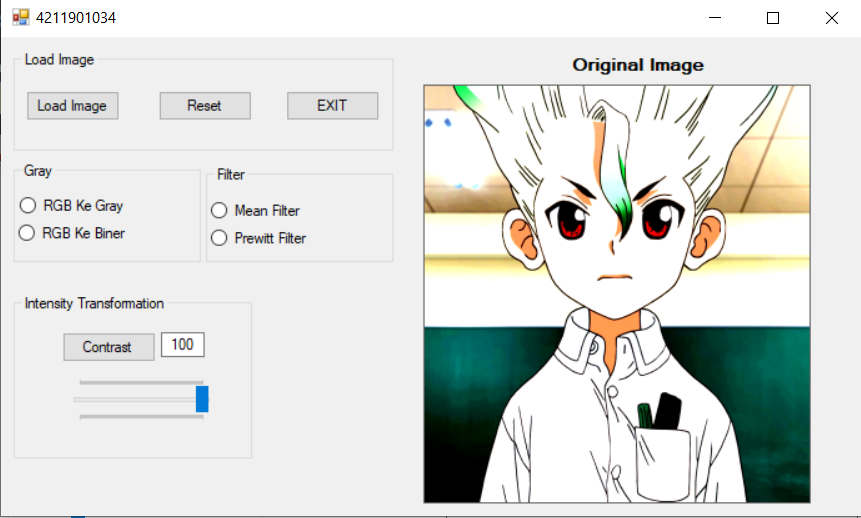 4211901034
Load Image
Load Image
Reset
EXIT
Gray
RGB Ke Gray
RGB Ke Biner
Filter
Mean Filter
Prewitt Filter
Intensity Transformation
Contrast
100
Original Image